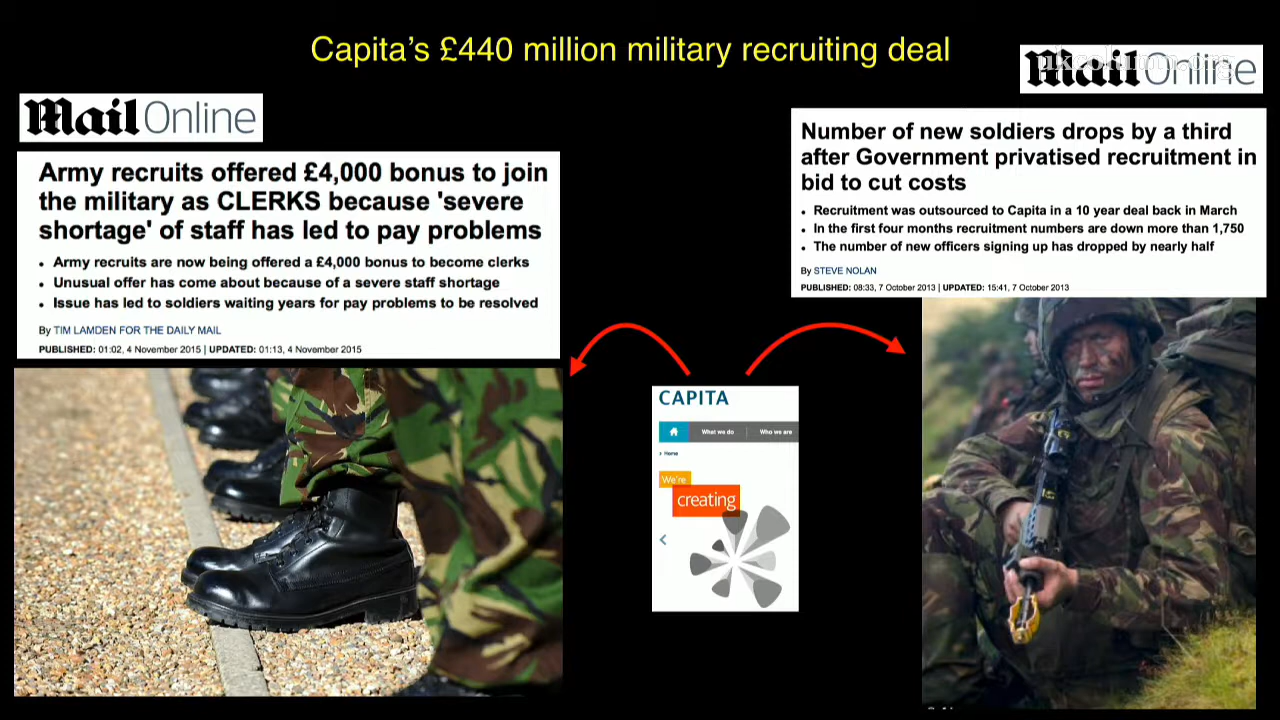 Capita's £440 million military recruiting deal
ukcolumn.org
Mail Online
Mail Online
Army recruits offered £4,000 bonus to join
the military as CLERKS because 'severe
shortage' of staff has led to pay problems
• Army recruits are now being offered a £4,000 bonus to become clerks
• Unusual offer has come about because of a severe staff shortage
• Issue has led to soldiers waiting years for pay problems to be resolved
By TIM LAMDEN FOR THE DAILY MAIL
PUBLISHED: 01:02, 4 November 2015 | UPDATED: 01:13, 4 November 2015
Number of new soldiers drops by a third
after Government privatised recruitment in
bid to cut costs
• Recruitment was outsourced to Capita in a 10 year deal back in March
• In the first four months recruitment numbers are down more than 1,750
• The number of new officers signing up has dropped by nearly half
By STEVE NOLAN
PUBLISHED: 08:33, 7 October 2013 | UPDATED: 15:41, 7 October 2013
CAPITA
What we do Who we are
Home
We're
creating